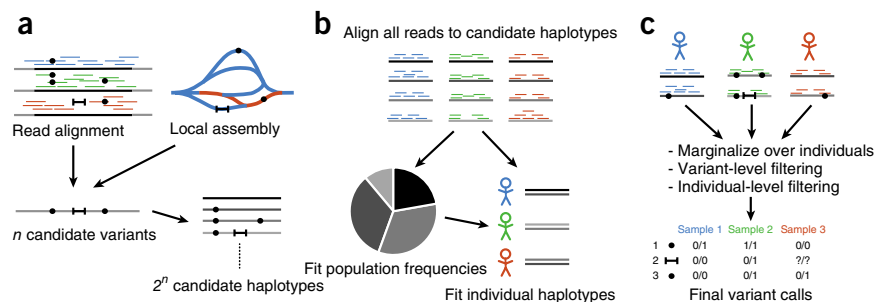 a
Read alignment
Local assembly
n candidate variants
2ⁿ candidate haplotypes
b
Align all reads to candidate haplotypes
Fit population frequencies
Fit individual haplotypes
c
- Marginalize over individuals
- Variant-level filtering
- Individual-level filtering
Sample 1 Sample 2 Sample 3
1 0/1 1/1 0/0
2 0/0 0/1 ?/?
3 0/0 0/1 0/1
Final variant calls